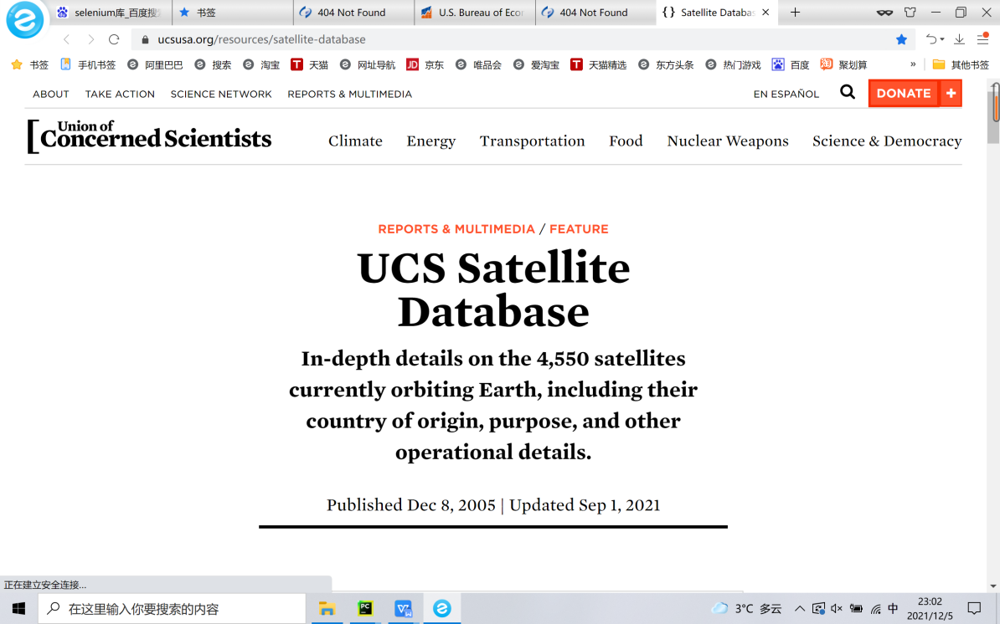 selenium库_百度搜
书签
404 Not Found
U.S. Bureau of Eco
404 Not Found
Satellite Databas
ucsusa.org/resources/satellite-database
书签 手机书签 阿里巴巴 搜索 淘宝 天猫 网址导航 京东 唯品会 爱淘宝 天猫精选 东方头条 热门游戏 百度 聚划算 » 其他书签
ABOUT TAKE ACTION SCIENCE NETWORK REPORTS & MULTIMEDIA EN ESPAÑOL DONATE +
Union of
Concerned Scientists
Climate Energy Transportation Food Nuclear Weapons Science & Democracy
REPORTS & MULTIMEDIA / FEATURE
UCS Satellite
Database
In-depth details on the 4,550 satellites
currently orbiting Earth, including their
country of origin, purpose, and other
operational details.
Published Dec 8, 2005 | Updated Sep 1, 2021
正在建立安全连接...
在这里输入你要搜索的内容
3°C 多云
中
23:02
2021/12/5